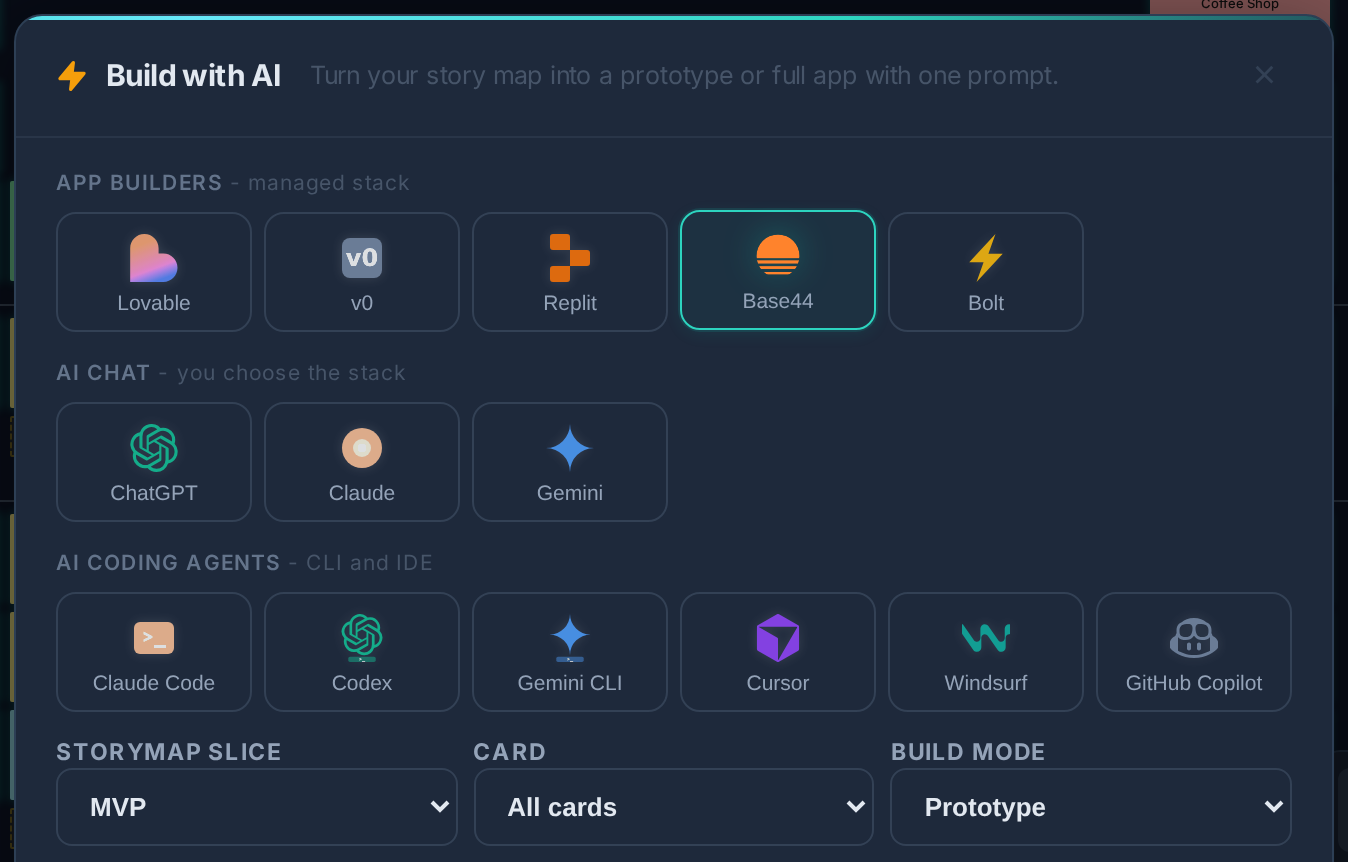 Coffee Shop
Build with AI Turn your story map into a prototype or full app with one prompt.
APP BUILDERS - managed stack
Lovable
v0
v0
Replit
Base44
Bolt
AI CHAT - you choose the stack
ChatGPT
Claude
Gemini
AI CODING AGENTS - CLI and IDE
>_
Claude Code
Codex
Gemini CLI
Cursor
Windsurf
GitHub Copilot
STORYMAP SLICE
CARD
BUILD MODE
MVP
All cards
Prototype